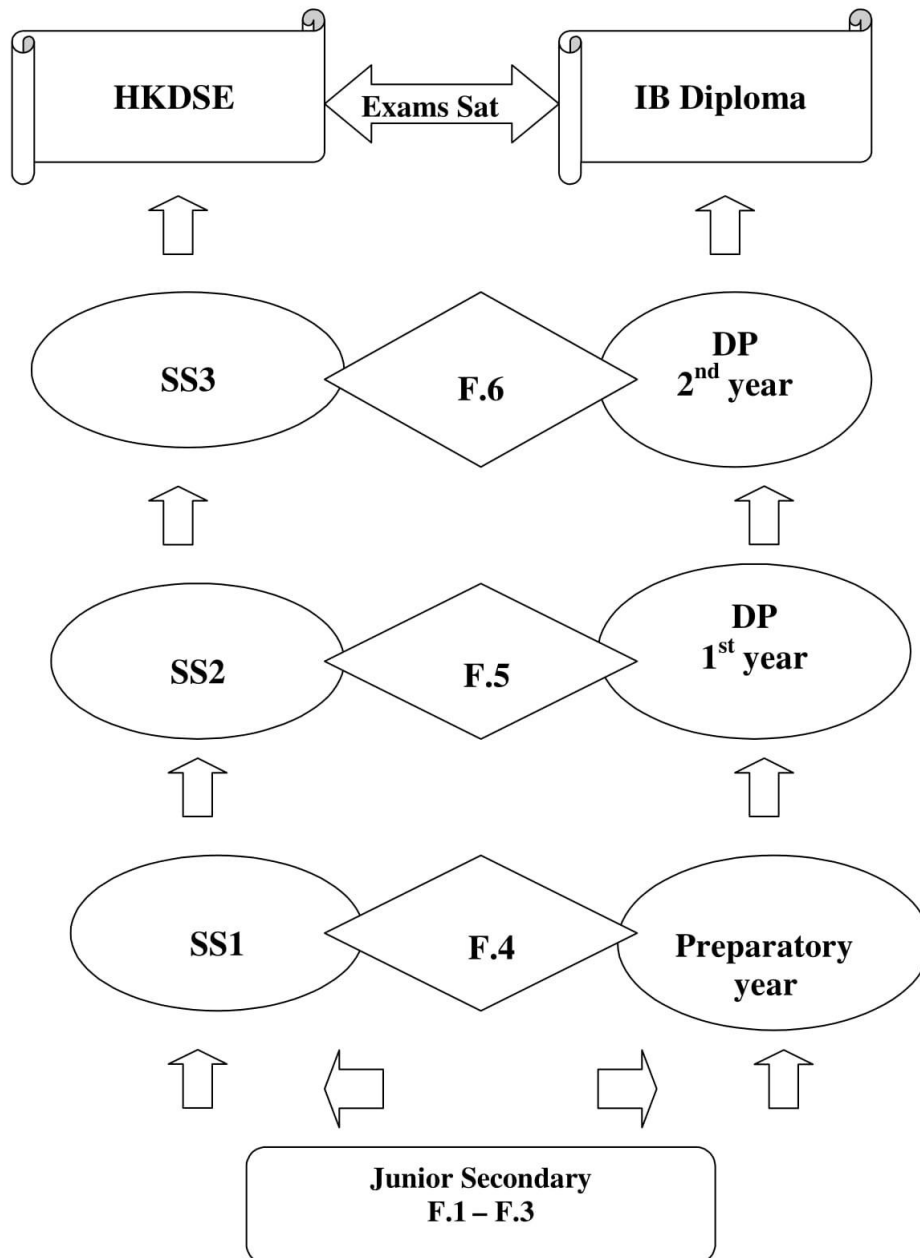 HKDSE
Exams Sat
IB Diploma
SS3
F.6
DP
2nd year
SS2
F.5
DP
1st year
SS1
F.4
Preparatory
year
Junior Secondary
F.1 – F.3